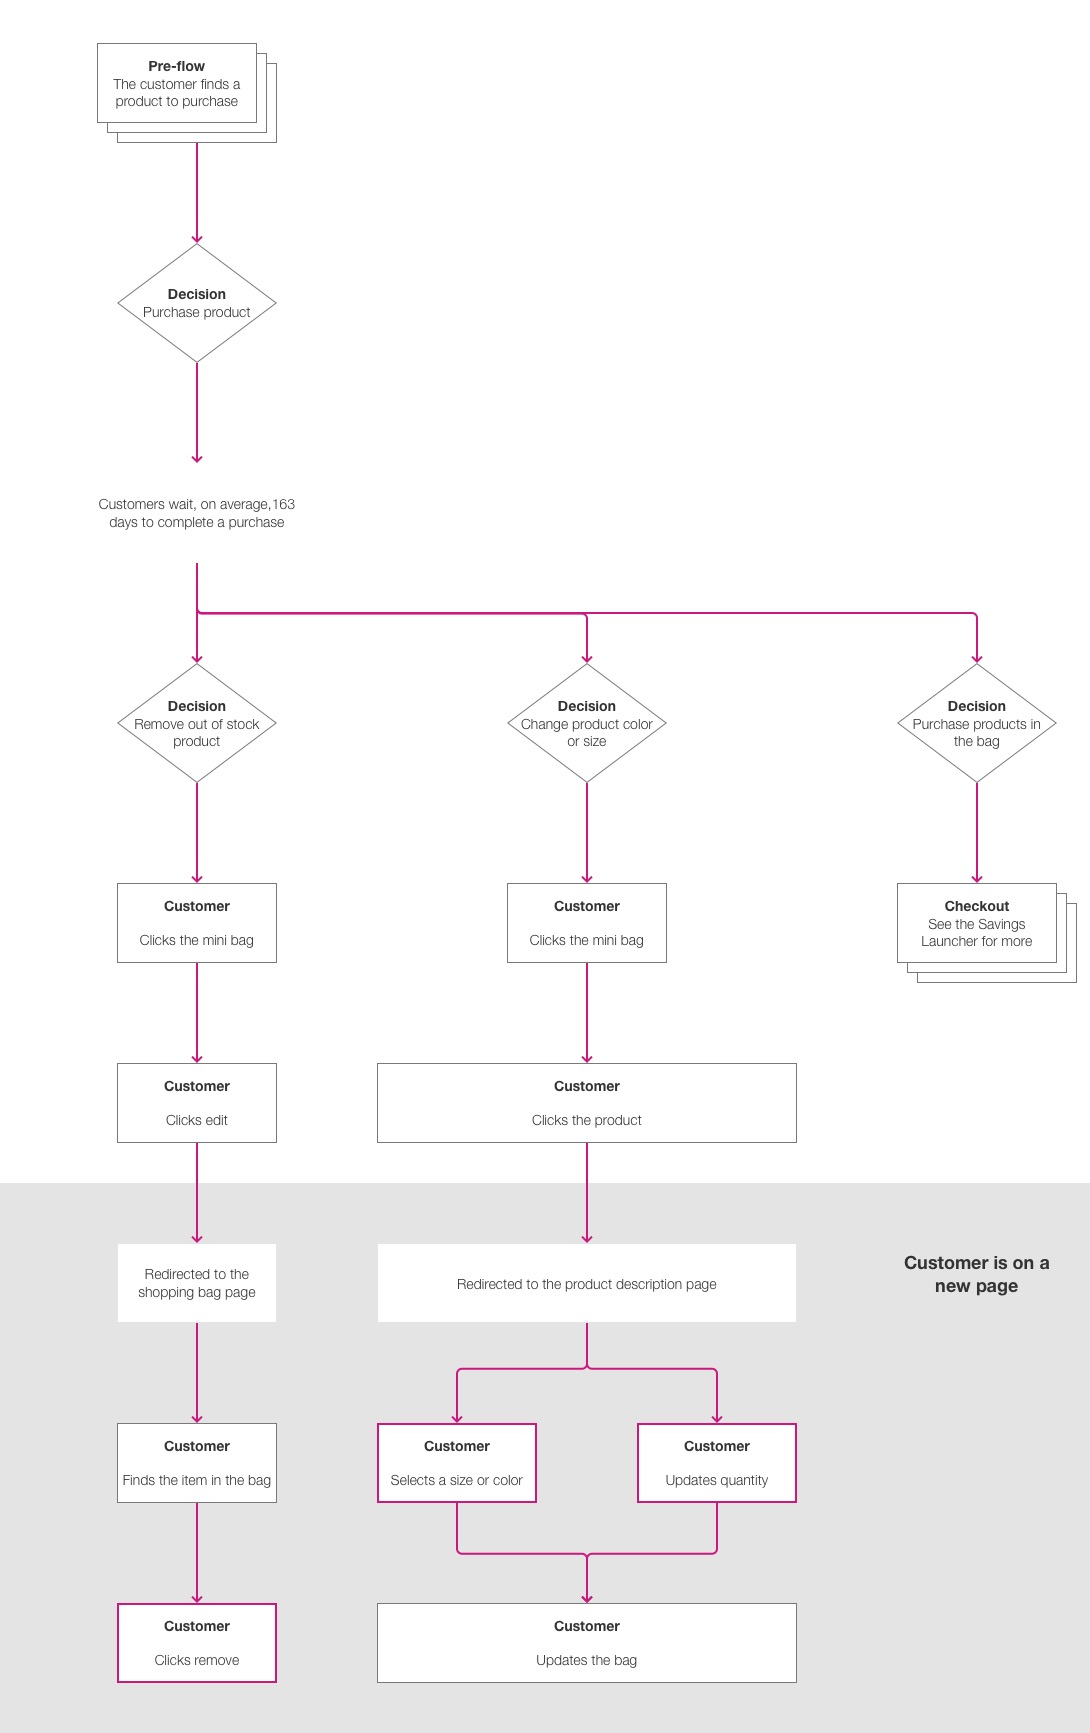 Pre-flow
The customer finds a
product to purchase
Decision
Purchase product
Customers wait, on average,163
days to complete a purchase
Decision
Remove out of stock
product
Decision
Change product color
or size
Decision
Purchase products in
the bag
Customer
Clicks the mini bag
Customer
Clicks the mini bag
Checkout
See the Savings
Launcher for more
Customer
Clicks edit
Customer
Clicks the product
Redirected to the
shopping bag page
Redirected to the product description page
Customer is on a
new page
Customer
Finds the item in the bag
Customer
Selects a size or color
Customer
Updates quantity
Customer
Clicks remove
Customer
Updates the bag